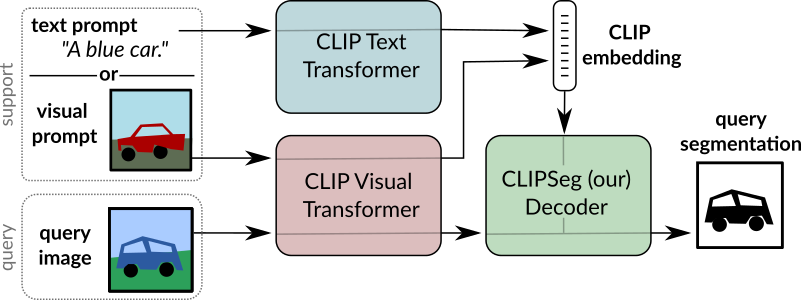 support
text prompt
"A blue car."
or
visual
prompt
query
query
image
CLIP Text
Transformer
CLIP Visual
Transformer
CLIP
embedding
CLIPSeg (our)
Decoder
query
segmentation